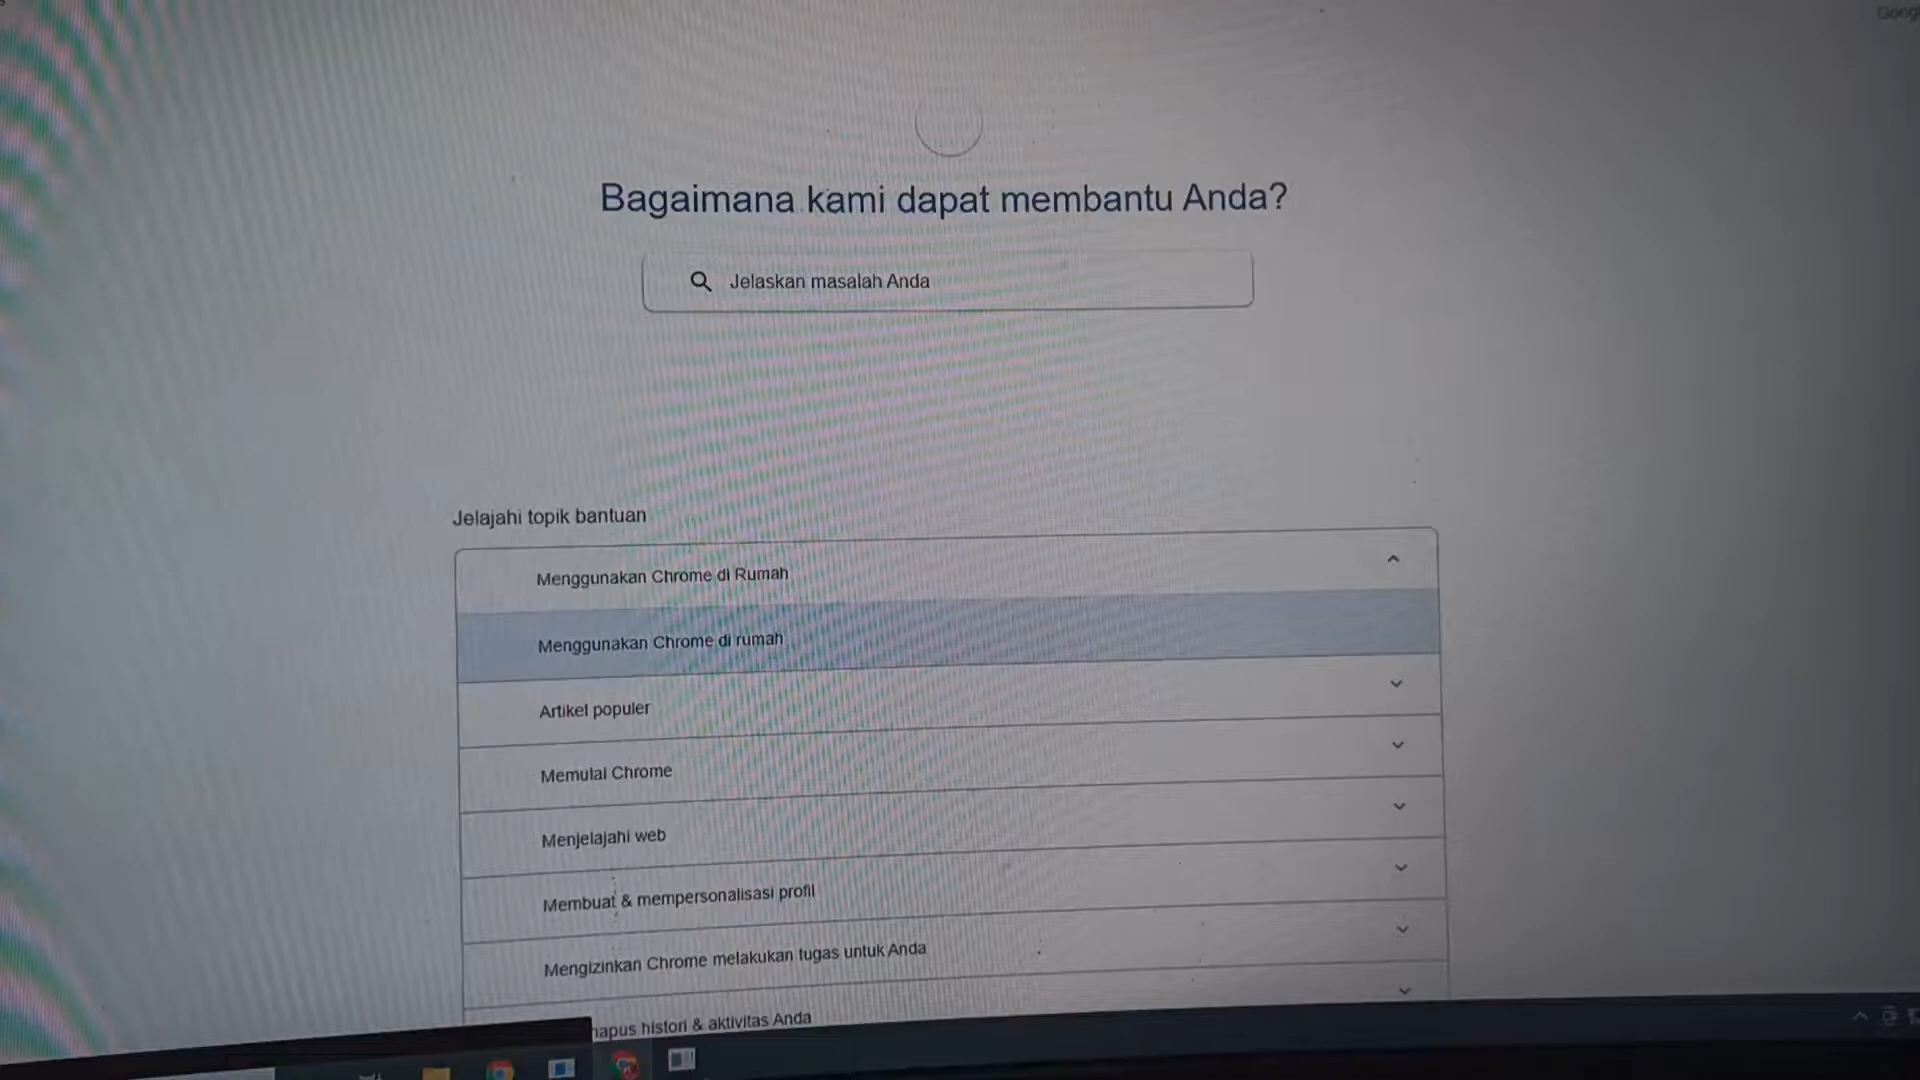 Bagaimana kami dapat membantu Anda?
Jelaskan masalah Anda
Jelajahi topik bantuan
Menggunakan Chrome di Rumah
Menggunakan Chrome di rumah
Artikel populer
Memulai Chrome
Menjelajahi web
Membuat & mempersonalisasi profil
Mengizinkan Chrome melakukan tugas untuk Anda
histori & aktivitas Anda